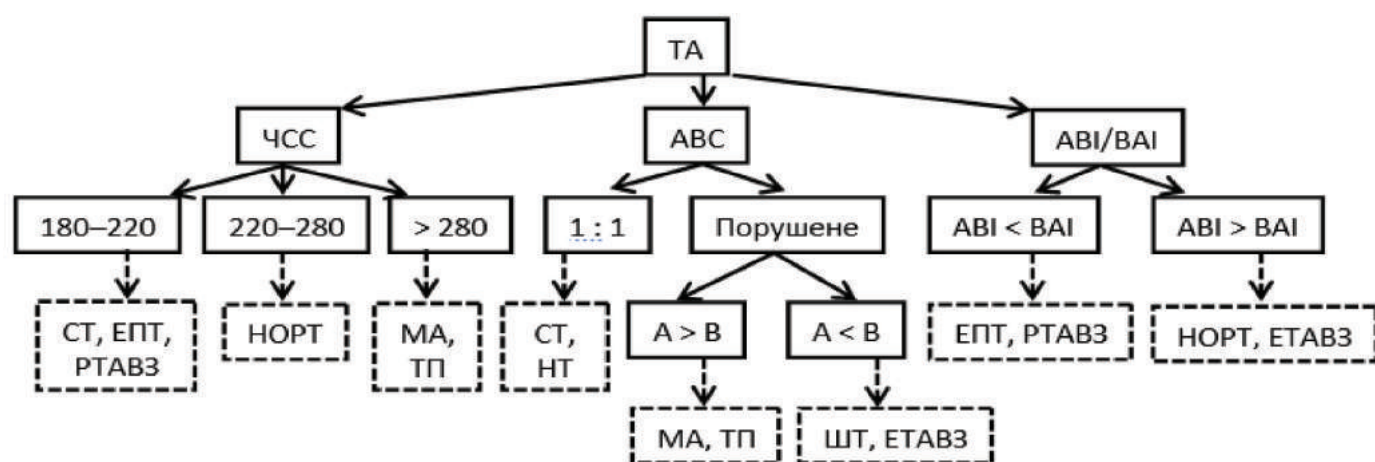 ТА
ЧСС
АВС
ABI/BAI
180–220
220–280
> 280
1 : 1
Порушене
ABI < BAI
ABI > BAI
СТ, ЕПТ,
РТАВЗ
НОРТ
МА,
ТП
СТ,
НТ
А > В
А < В
ЕПТ, РТАВЗ
НОРТ, ЕТАВЗ
МА, ТП
ШТ, ЕТАВЗ